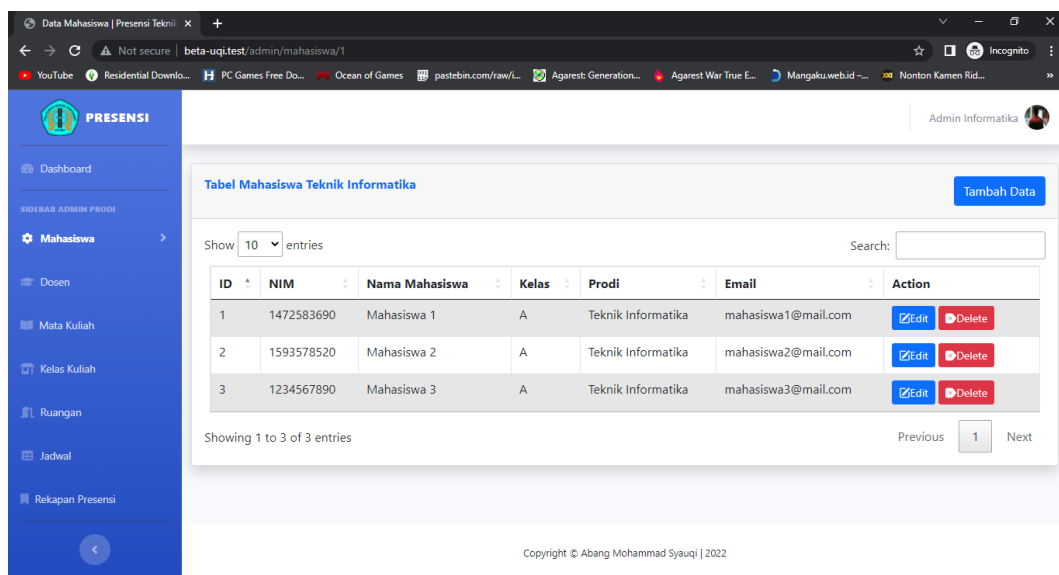 Data Mahasiswa | Presensi Teknik
Not secure | beta-uqi.test/admin/mahasiswa/1
Incognito
YouTube Residential Downlo... PC Games Free Do... Ocean of Games pastebin.com/raw/i... Agarest: Generation... Agarest War True E... Mangaku.web.id –... Nonton Kamen Rid... »
PRESENSI
Admin Informatika
Dashboard
SIDEBAR ADMIN PRODI
Mahasiswa
Dosen
Mata Kuliah
Kelas Kuliah
Ruangan
Jadwal
Rekapan Presensi
Tabel Mahasiswa Teknik Informatika
Tambah Data
Show 10 entries
Search:
ID NIM Nama Mahasiswa Kelas Prodi Email Action
1 1472583690 Mahasiswa 1 A Teknik Informatika mahasiswa1@mail.com Edit Delete
2 1593578520 Mahasiswa 2 A Teknik Informatika mahasiswa2@mail.com Edit Delete
3 1234567890 Mahasiswa 3 A Teknik Informatika mahasiswa3@mail.com Edit Delete
Showing 1 to 3 of 3 entries
Previous 1 Next
Copyright © Abang Mohammad Syauqi | 2022